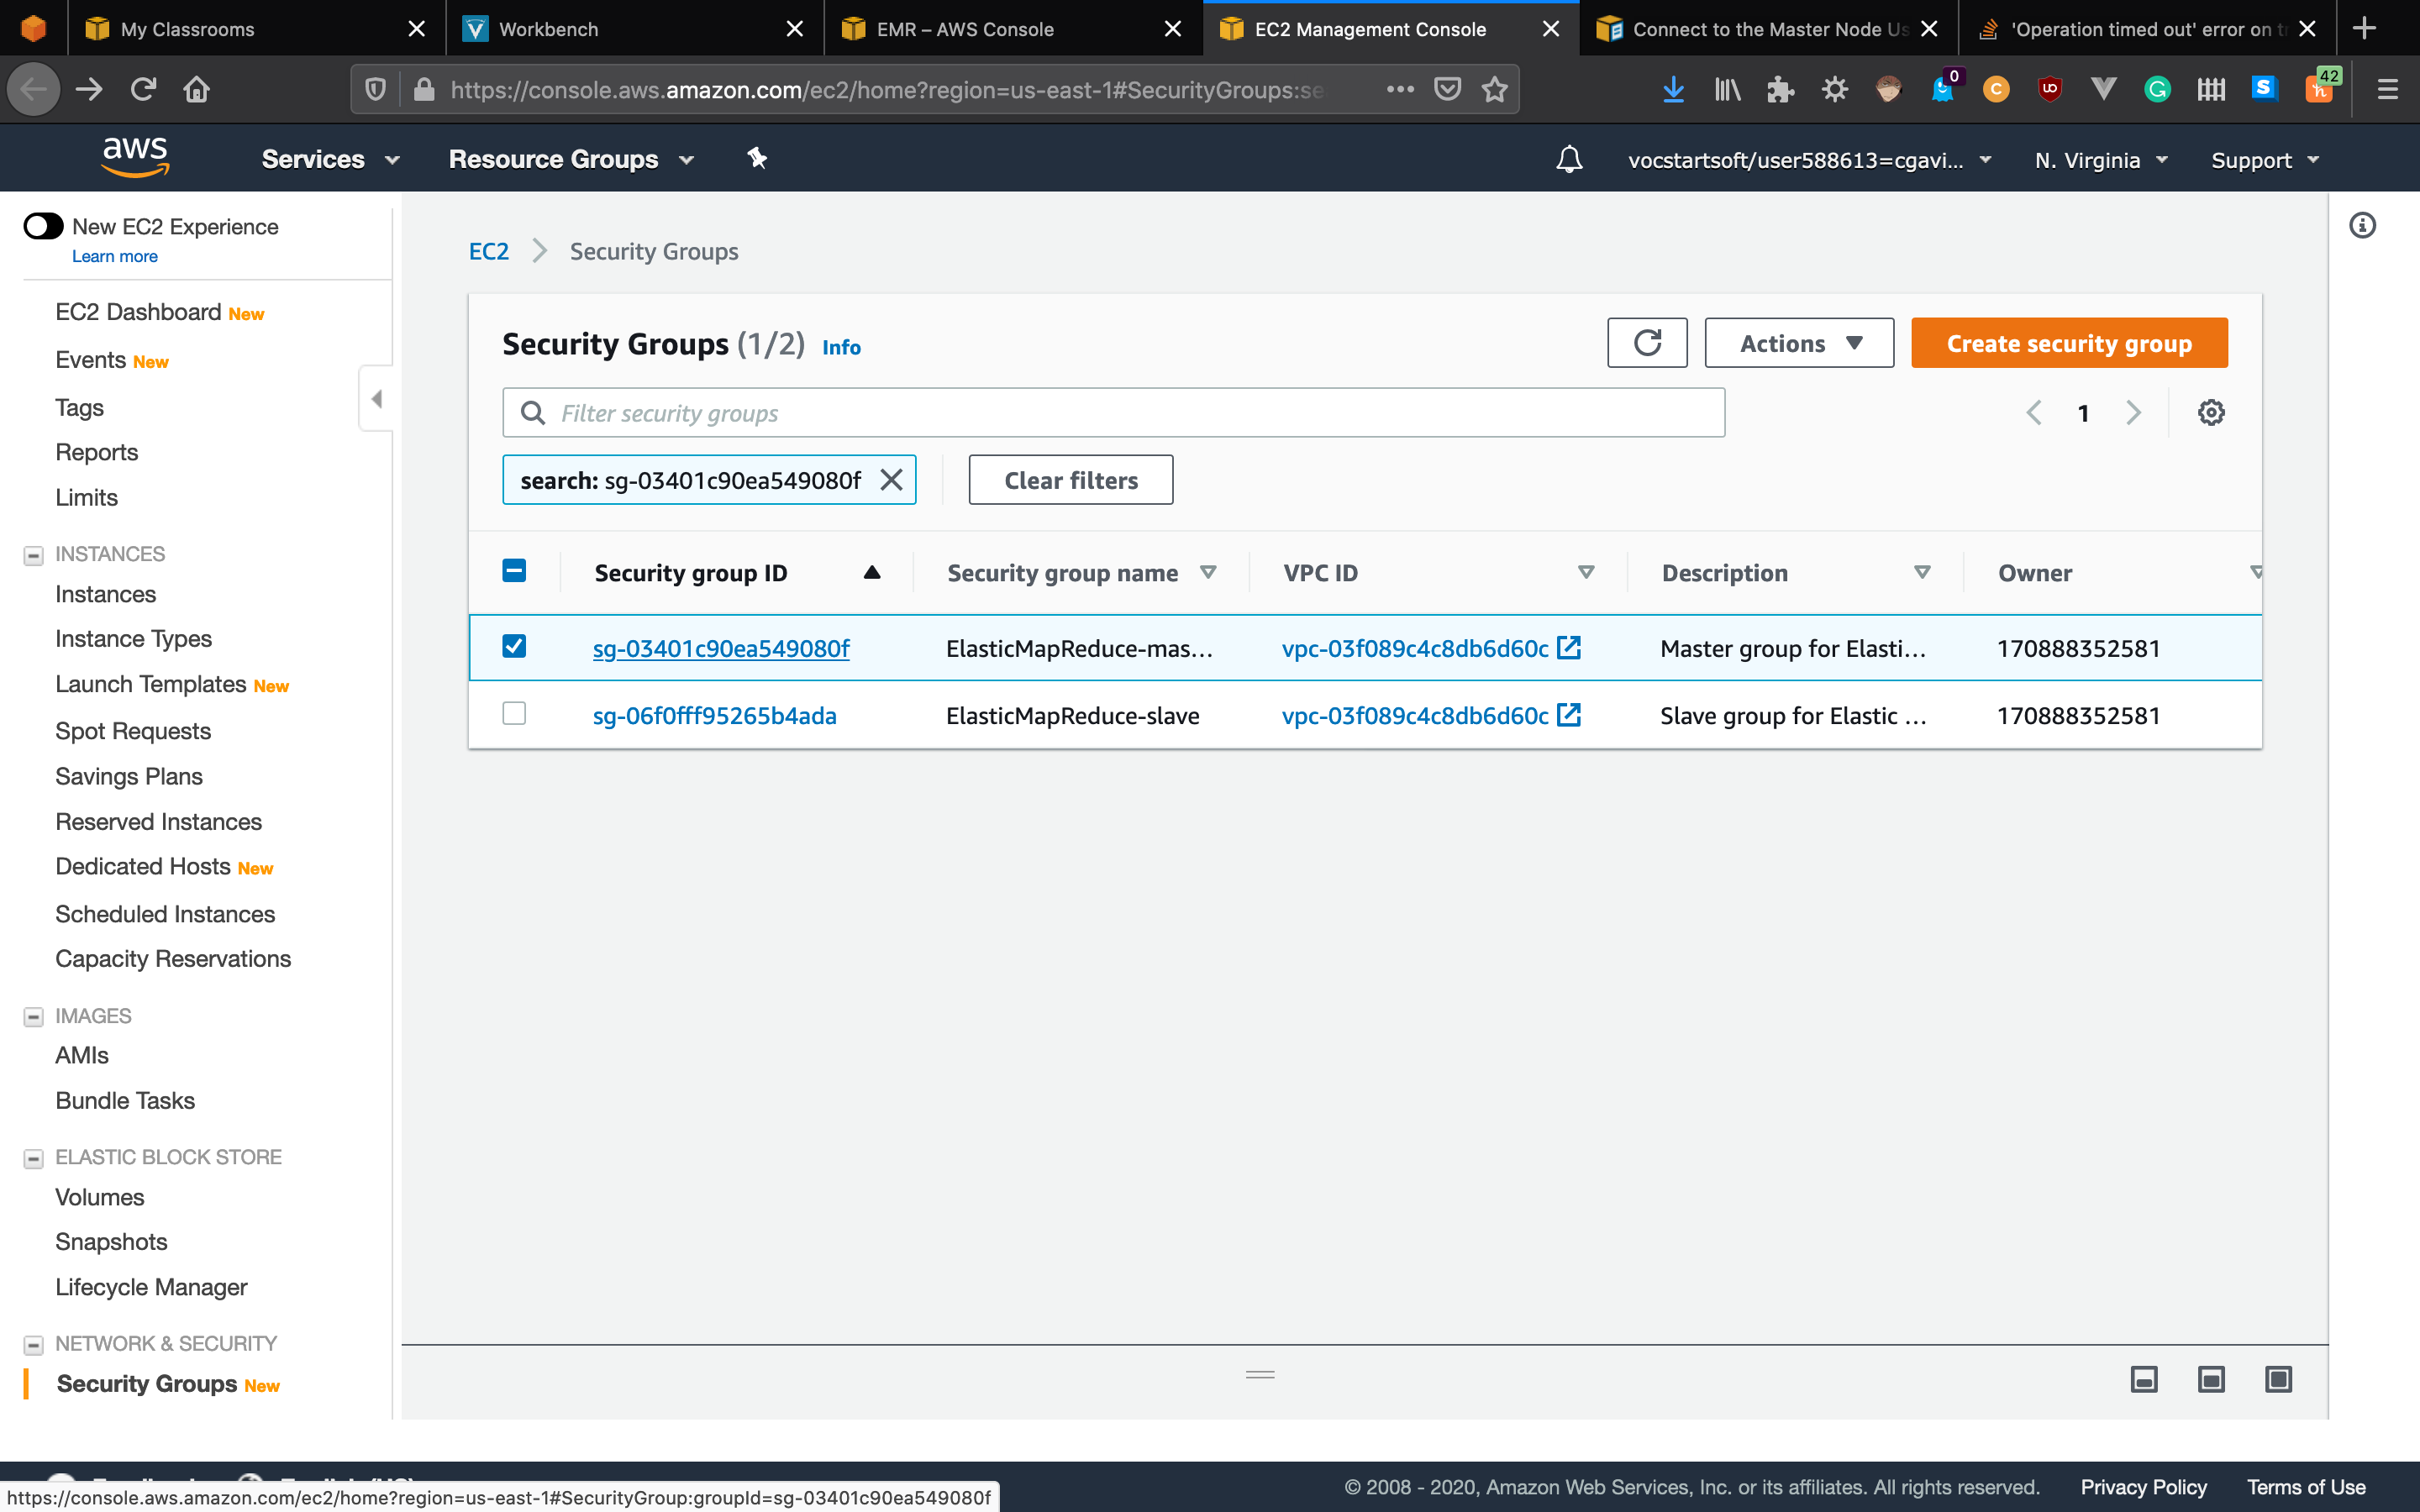 My Classrooms
Workbench
EMR – AWS Console
EC2 Management Console
Connect to the Master Node Us
'Operation timed out' error on t
https://console.aws.amazon.com/ec2/home?region=us-east-1#SecurityGroups:se
0
42
aws
Services
Resource Groups
vocstartsoft/user588613=cgavi...
N. Virginia
Support
New EC2 Experience
Learn more
EC2 Dashboard New
Events New
Tags
Reports
Limits
INSTANCES
Instances
Instance Types
Launch Templates New
Spot Requests
Savings Plans
Reserved Instances
Dedicated Hosts New
Scheduled Instances
Capacity Reservations
IMAGES
AMIs
Bundle Tasks
ELASTIC BLOCK STORE
Volumes
Snapshots
Lifecycle Manager
NETWORK & SECURITY
Security Groups New
EC2 Security Groups
Security Groups (1/2) Info
Actions
Create security group
Filter security groups
1
search: sg-03401c90ea549080f
Clear filters
Security group ID Security group name VPC ID Description Owner
sg-03401c90ea549080f ElasticMapReduce-mas... vpc-03f089c4c8db6d60c Master group for Elasti... 170888352581
sg-06f0fff95265b4ada ElasticMapReduce-slave vpc-03f089c4c8db6d60c Slave group for Elastic ... 170888352581
https://console.aws.amazon.com/ec2/home?region=us-east-1#SecurityGroup:groupId=sg-03401c90ea549080f
© 2008 - 2020, Amazon Web Services, Inc. or its affiliates. All rights reserved.
Privacy Policy
Terms of Use